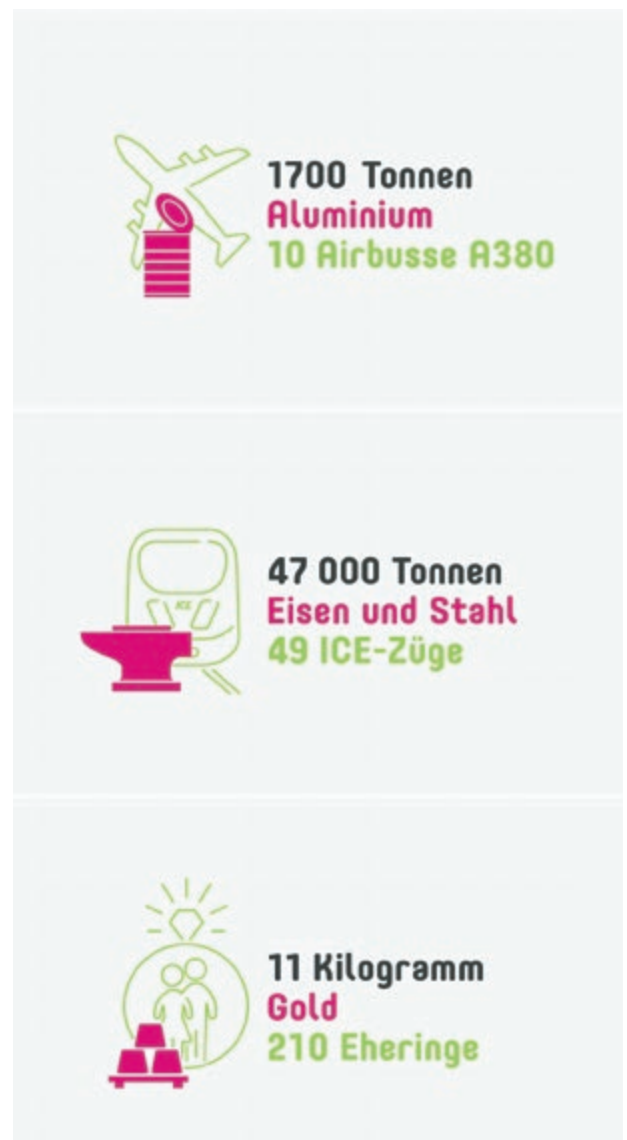 1700 Tonnen
Aluminium
10 Airbusse A380
47 000 Tonnen
ICE
Eisen und Stahl
49 ICE-Züge
11 Kilogramm
Gold
210 Eheringe